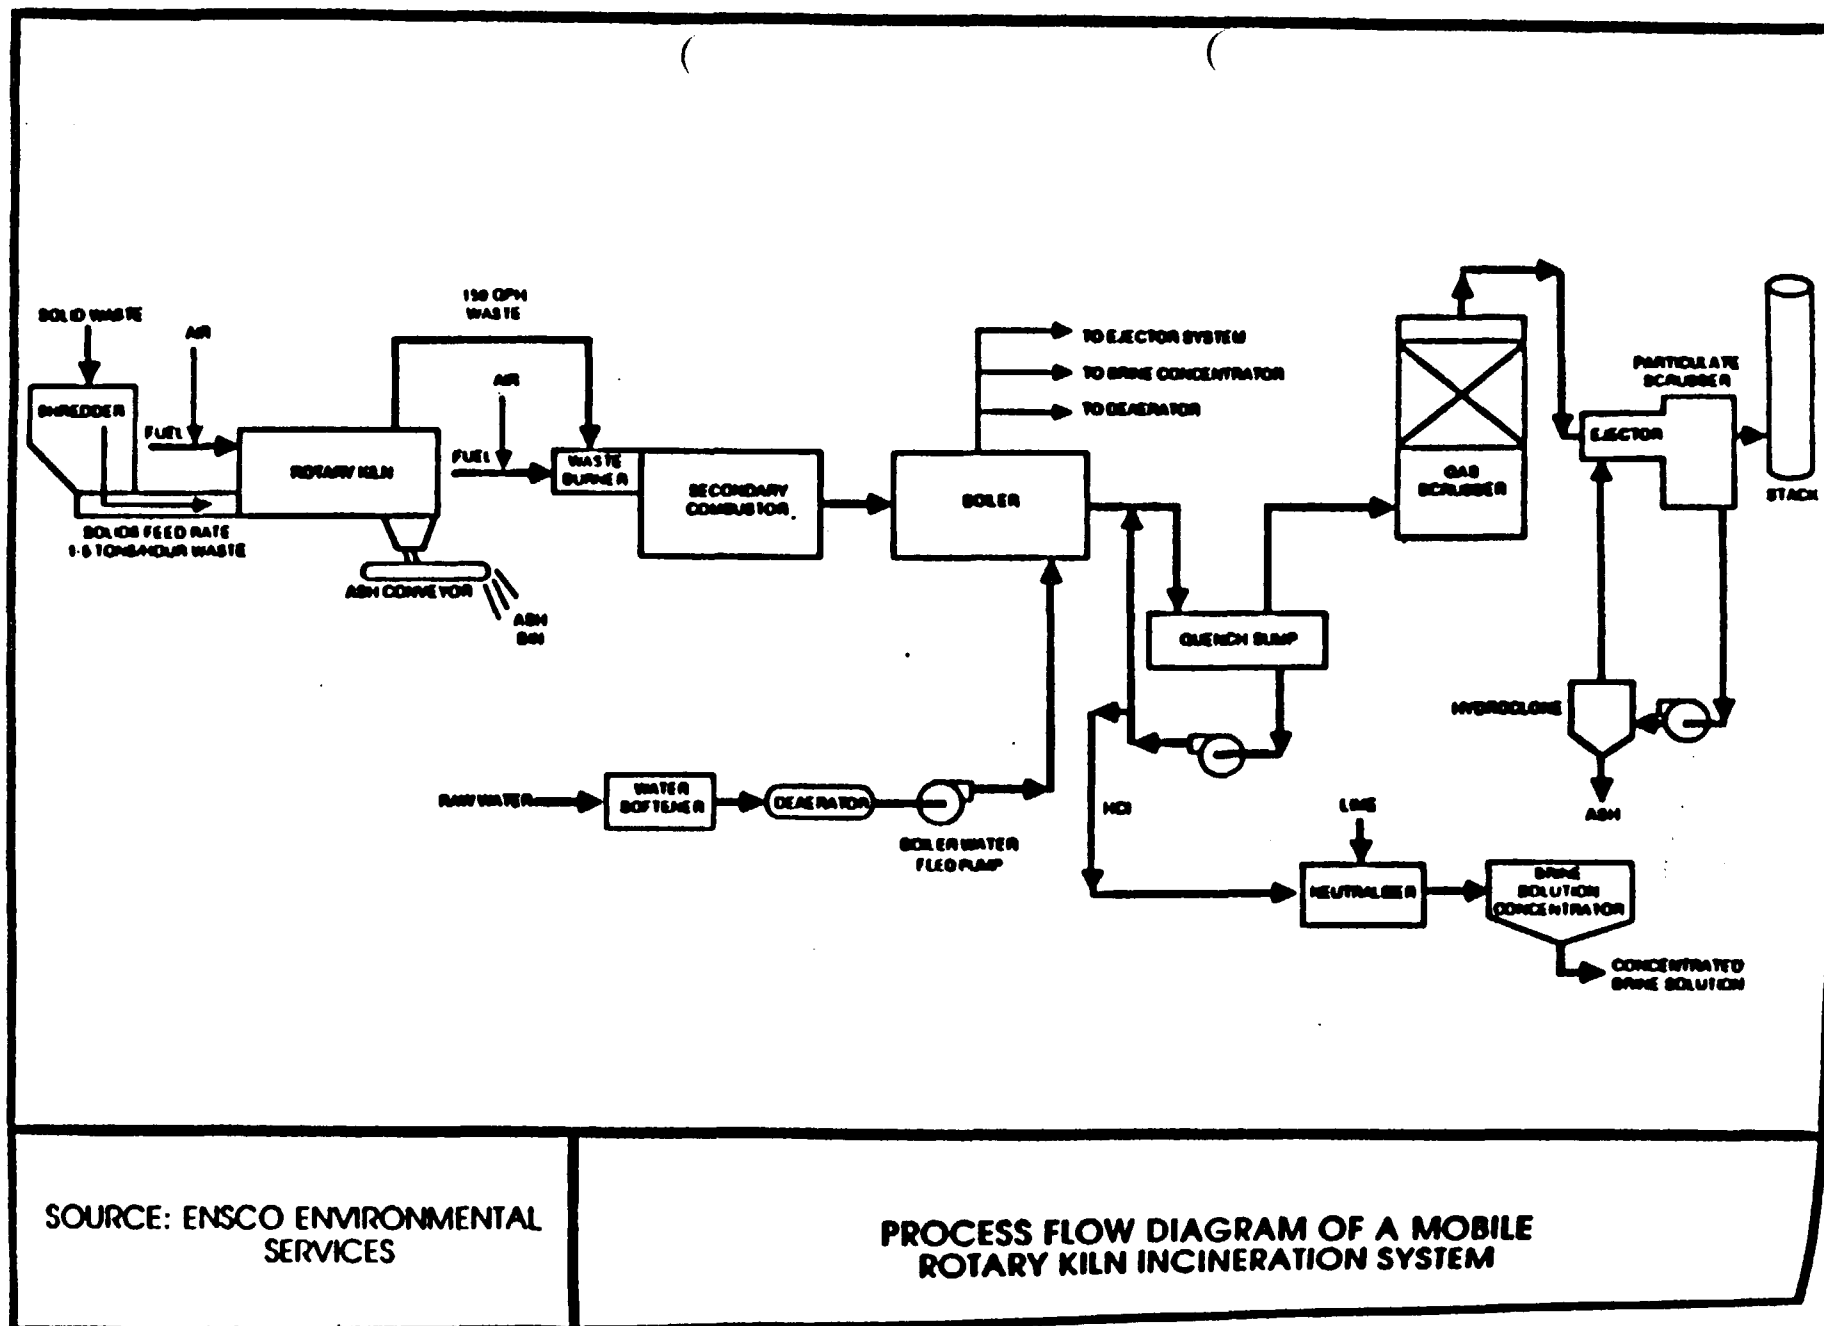 SOLID WASTE
AIR
150 GPH
WASTE
SHREDDER
FUEL
ROTARY KILN
SOLIDS FEED RATE
TONS/HOUR WASTE
ASH CONVEYOR
ASH
BIN
AIR
FUEL
WASTE
BURNER
SECONDARY
COMBUSTOR
TO EJECTOR SYSTEM
TO BRINE CONCENTRATOR
TO DEAERATOR
BOILER
QUENCH SUMP
GAS
SCRUBBER
PARTICULATE
SCRUBBER
EJECTOR
STACK
HYDROCLONE
ASH
RAW WATER
WATER
SOFTENER
DEAERATOR
BOILER WATER
FEED PUMP
HCl
LIME
NEUTRALIZER
BRINE
SOLUTION
CONCENTRATOR
CONCENTRATED
BRINE SOLUTION
SOURCE: ENSCO ENVIRONMENTAL
SERVICES
PROCESS FLOW DIAGRAM OF A MOBILE
ROTARY KILN INCINERATION SYSTEM